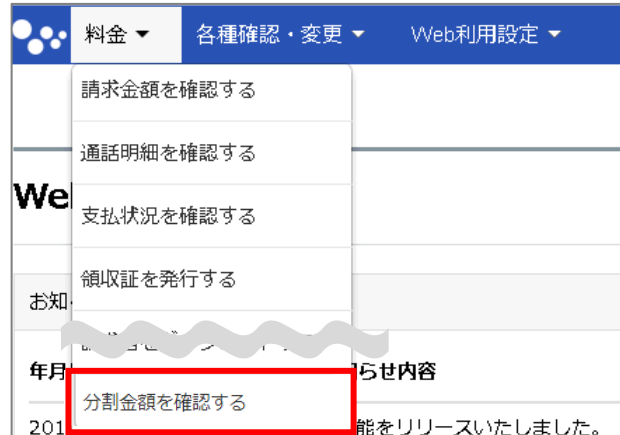 料金 ▼ 各種確認・変更 ▼ Web利用設定 ▼
請求金額を確認する
通話明細を確認する
We
支払状況を確認する
領収証を発行する
お知
年月 らせ内容
分割金額を確認する
201 能をリリースいたしました。